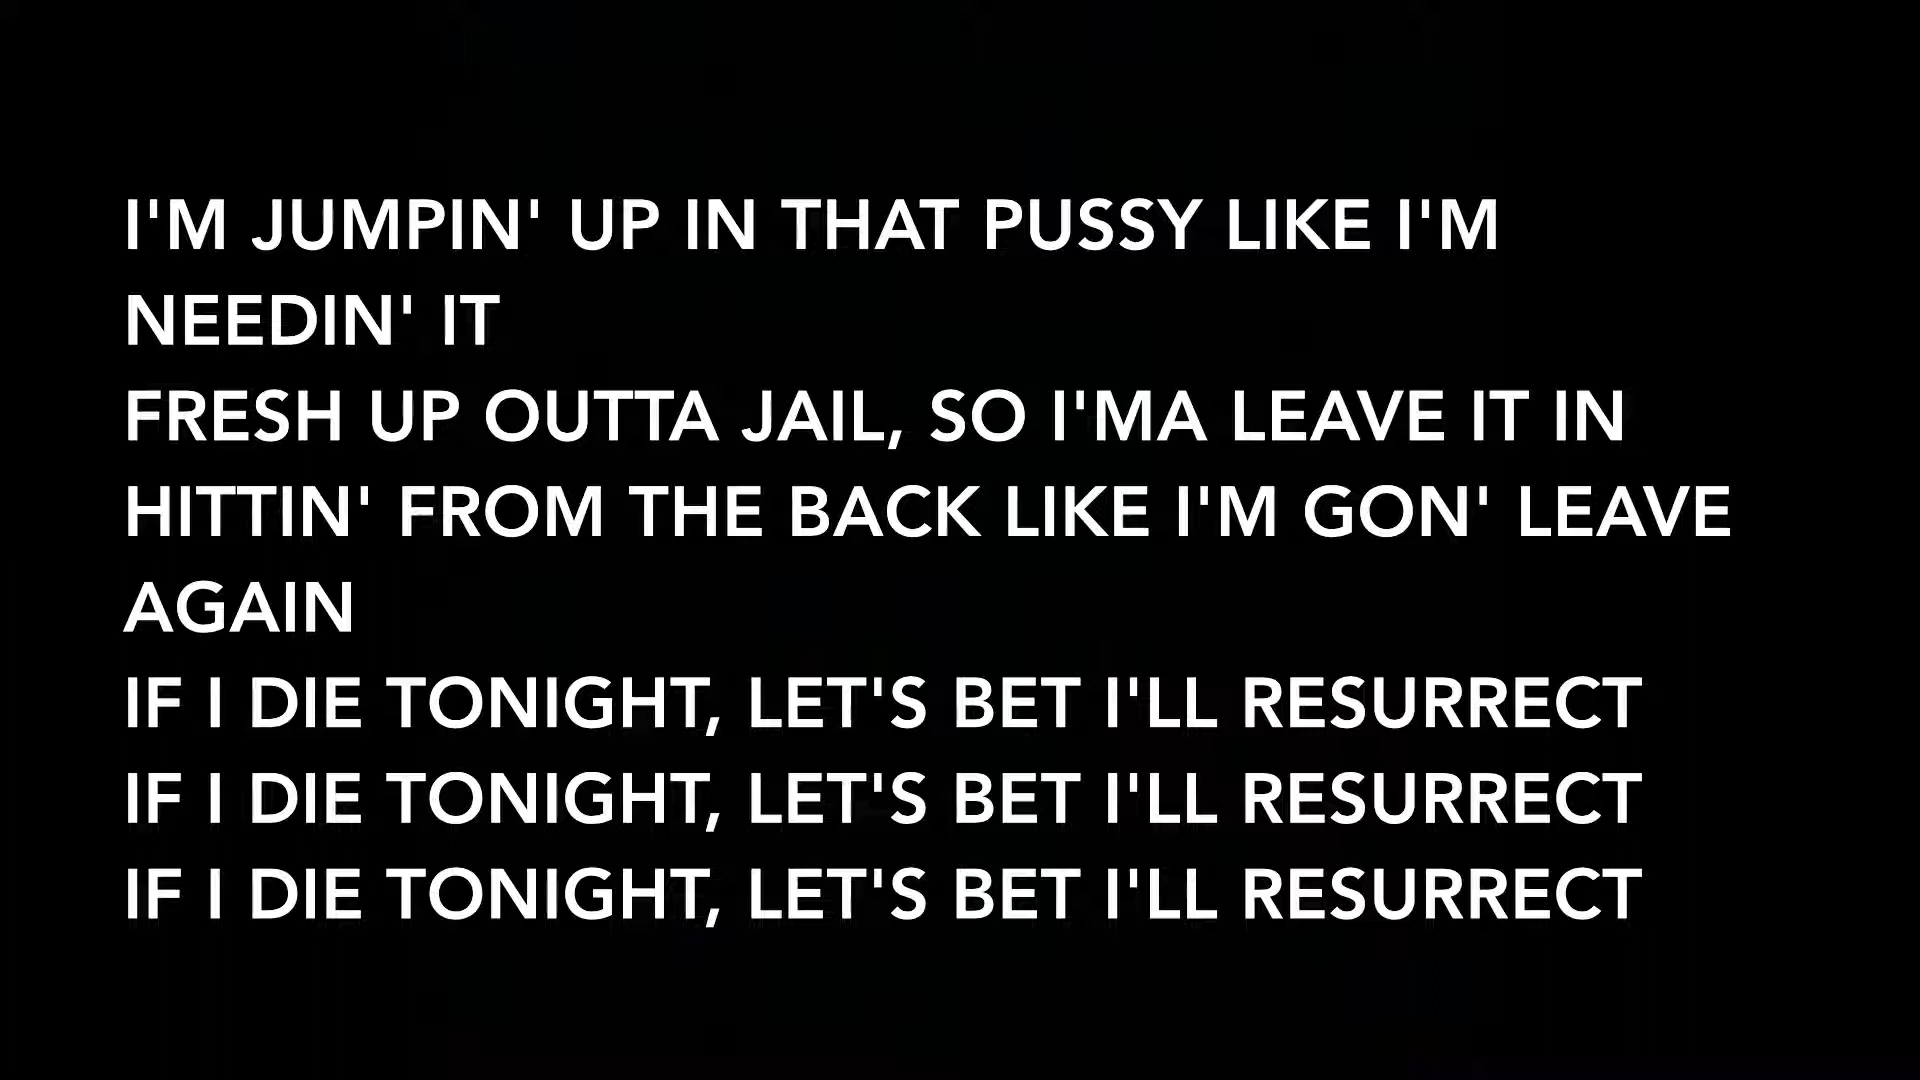 I'M JUMPIN' UP IN THAT PUSSY LIKE I'M
NEEDIN' IT
FRESH UP OUTTA JAIL, SO I'MA LEAVE IT IN
HITTIN' FROM THE BACK LIKE I'M GON' LEAVE
AGAIN
IF I DIE TONIGHT, LET'S BET I'LL RESURRECT
IF I DIE TONIGHT, LET'S BET I'LL RESURRECT
IF I DIE TONIGHT, LET'S BET I'LL RESURRECT